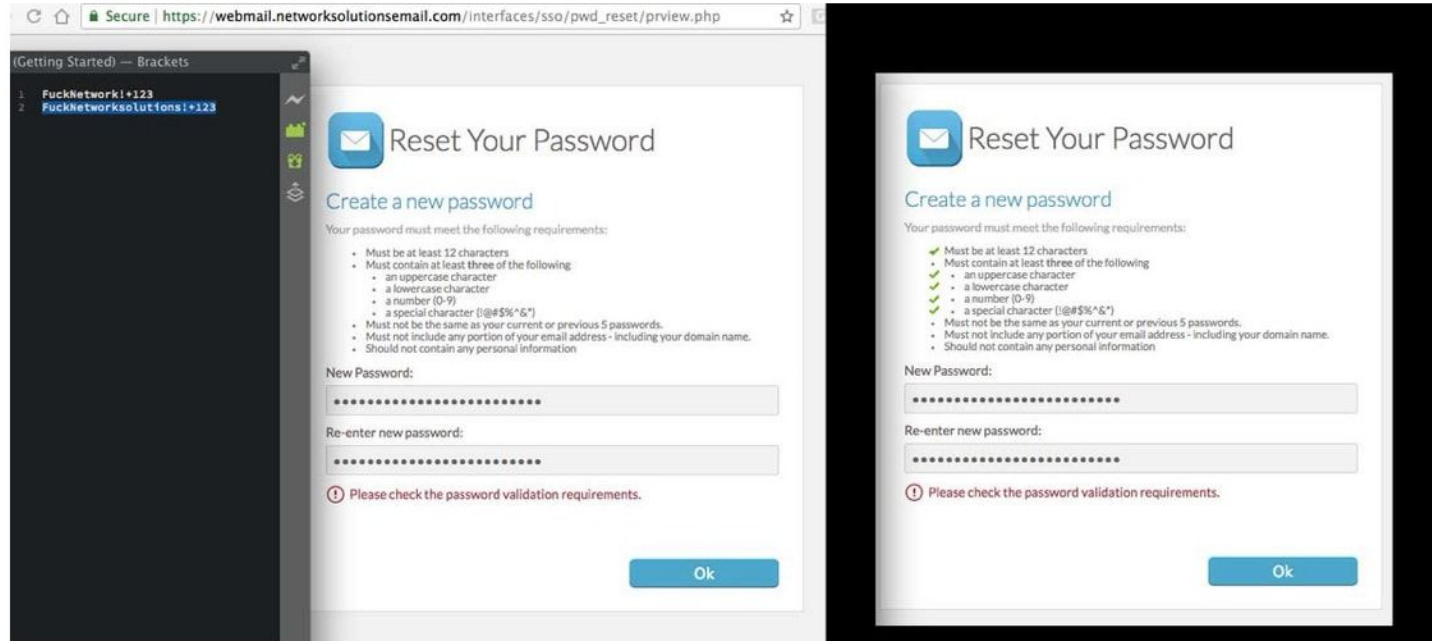 Secure | https://webmail.networksolutionsemail.com/interfaces/sso/pwd_reset/prview.php
(Getting Started) — Brackets
1 FuckNetwork!+123
2 FuckNetworksolutions!+123
Reset Your Password
Create a new password
Your password must meet the following requirements:
• Must be at least 12 characters
• Must contain at least three of the following
• an uppercase character
• a lowercase character
• a number (0-9)
• a special character (!@#$%^&*)
• Must not be the same as your current or previous 5 passwords.
• Must not include any portion of your email address - including your domain name.
• Should not contain any personal information
New Password:
•••••••••••••••••••••••••
Re-enter new password:
•••••••••••••••••••••••••
Please check the password validation requirements.
Ok
Reset Your Password
Create a new password
Your password must meet the following requirements:
✔ Must be at least 12 characters
• Must contain at least three of the following
✔ • an uppercase character
✔ • a lowercase character
✔ • a number (0-9)
✔ • a special character (!@#$%^&*)
• Must not be the same as your current or previous 5 passwords.
• Must not include any portion of your email address - including your domain name.
• Should not contain any personal information
New Password:
•••••••••••••••••••••••••
Re-enter new password:
•••••••••••••••••••••••••
Please check the password validation requirements.
Ok